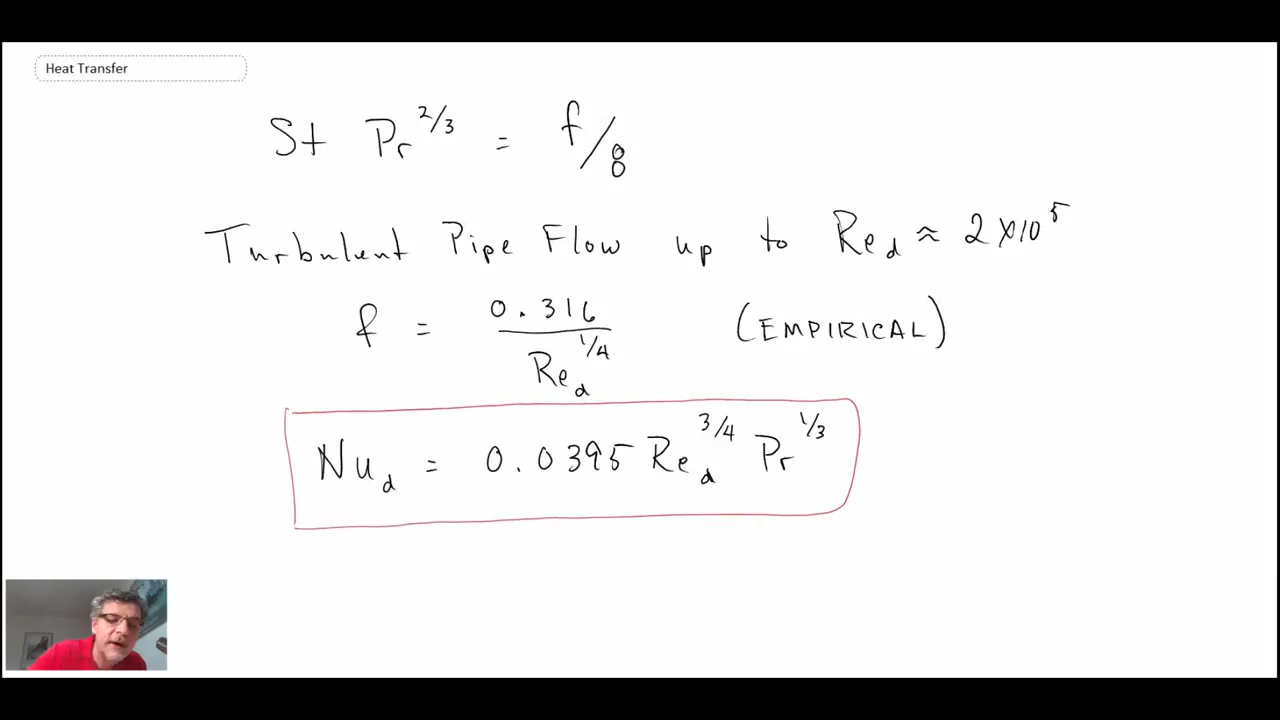 Heat Transfer
St Pr^2/3 = f/8
Turbulent Pipe Flow up to Re_d ≈ 2×10^5
f = 0.316 / Re_d^1/4 (EMPIRICAL)
Nu_d = 0.0395 Re_d^3/4 Pr^1/3